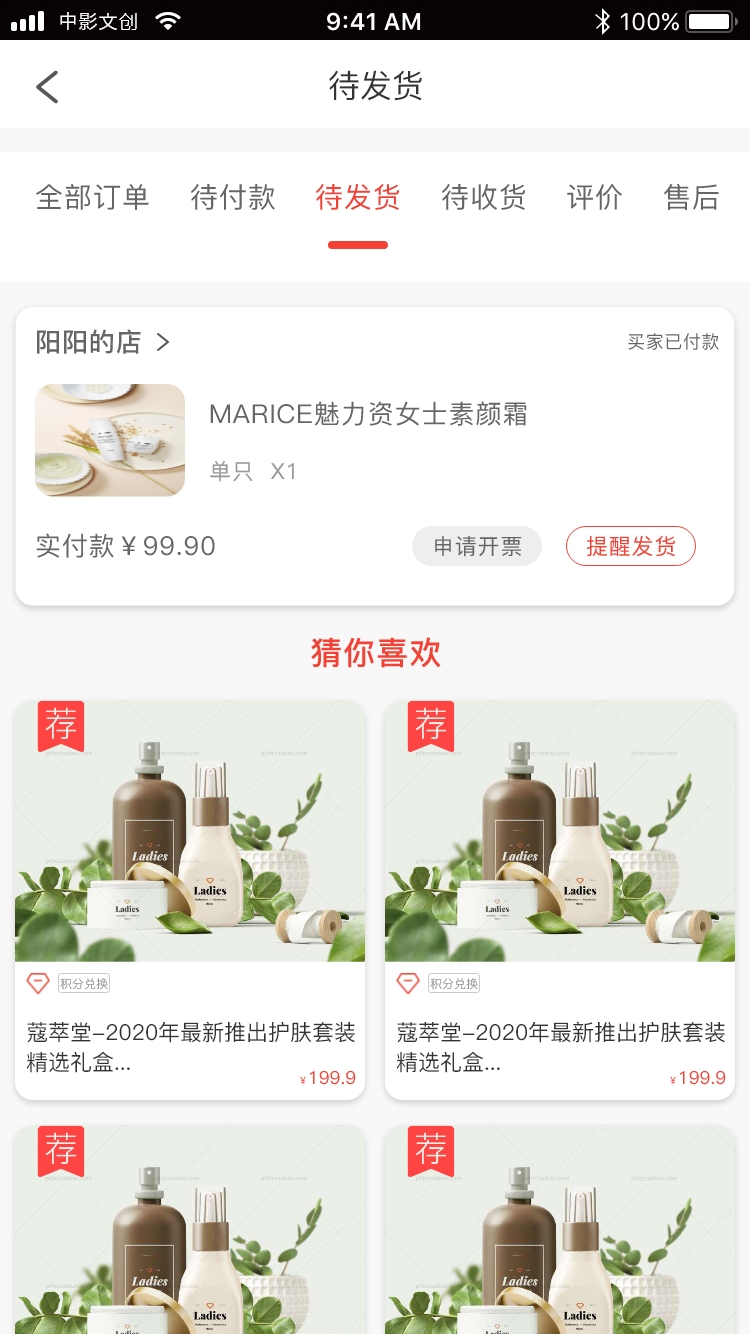 中影文创 9:41 AM 100%
待发货
全部订单 待付款 待发货 待收货 评价 售后
阳阳的店 买家已付款
MARICE魅力资女士素颜霜
单只 X1
实付款￥99.90 申请开票 提醒发货
猜你喜欢
荐 荐
Ladies Ladies
Ladies Ladies
Ladies Ladies
积分兑换 积分兑换
蔻萃堂-2020年最新推出护肤套装
精选礼盒...
¥199.9
蔻萃堂-2020年最新推出护肤套装
精选礼盒...
¥199.9
荐 荐
Ladies Ladies
Ladies Ladies
Ladies Ladies